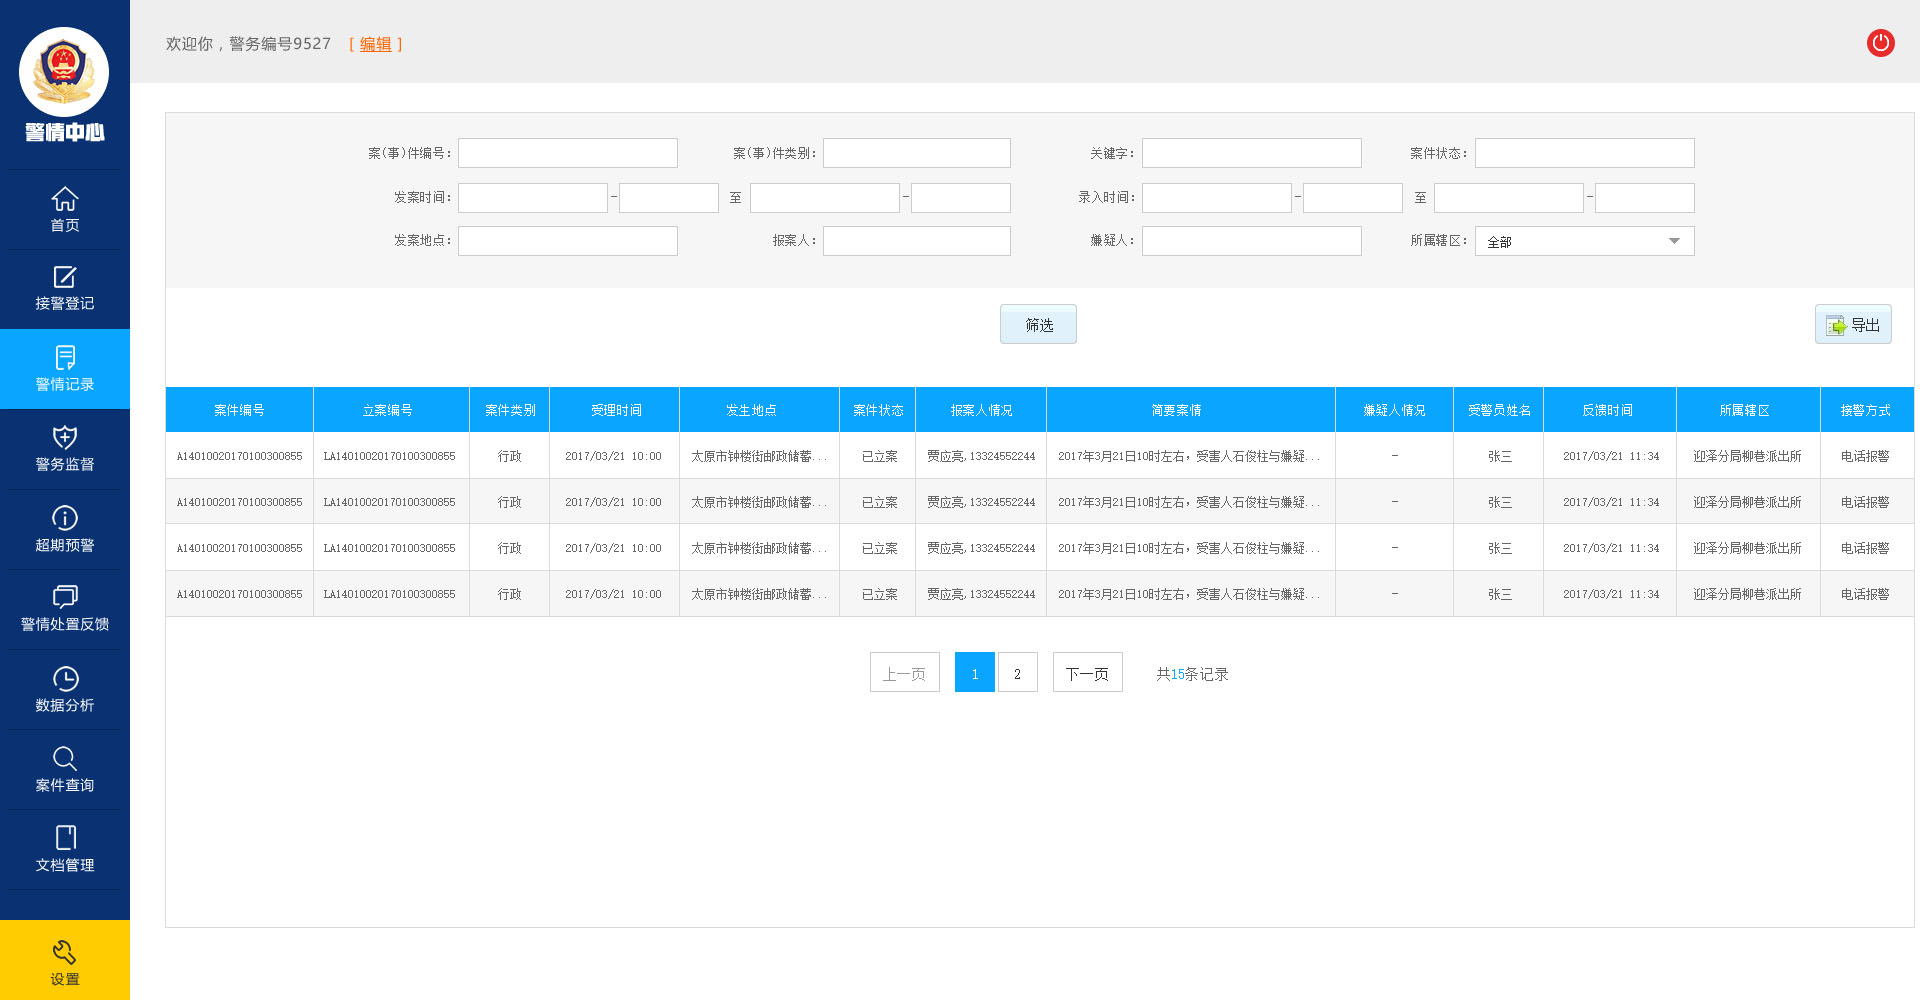 欢迎你，警务编号9527 [ 编辑 ]
警情中心
首页
接警登记
警情记录
警务监督
超期预警
警情处置反馈
数据分析
案件查询
文档管理
设置
案(事)件编号： 案(事)件类别： 关键字： 案件状态：
发案时间： - 至 - 录入时间： - 至 -
发案地点： 报案人： 嫌疑人： 所属辖区： 全部
筛选 导出
案件编号 立案编号 案件类别 受理时间 发生地点 案件状态 报案人情况 简要案情 嫌疑人情况 受警员姓名 反馈时间 所属辖区 接警方式
A14010020170100300855 LA14010020170100300855 行政 2017/03/21 10:00 太原市钟楼街邮政储蓄... 已立案 贾应亮,13324552244 2017年3月21日10时左右，受害人石俊柱与嫌疑... - 张三 2017/03/21 11:34 迎泽分局柳巷派出所 电话报警
A14010020170100300855 LA14010020170100300855 行政 2017/03/21 10:00 太原市钟楼街邮政储蓄... 已立案 贾应亮,13324552244 2017年3月21日10时左右，受害人石俊柱与嫌疑... - 张三 2017/03/21 11:34 迎泽分局柳巷派出所 电话报警
A14010020170100300855 LA14010020170100300855 行政 2017/03/21 10:00 太原市钟楼街邮政储蓄... 已立案 贾应亮,13324552244 2017年3月21日10时左右，受害人石俊柱与嫌疑... - 张三 2017/03/21 11:34 迎泽分局柳巷派出所 电话报警
A14010020170100300855 LA14010020170100300855 行政 2017/03/21 10:00 太原市钟楼街邮政储蓄... 已立案 贾应亮,13324552244 2017年3月21日10时左右，受害人石俊柱与嫌疑... - 张三 2017/03/21 11:34 迎泽分局柳巷派出所 电话报警
上一页 1 2 下一页 共15条记录